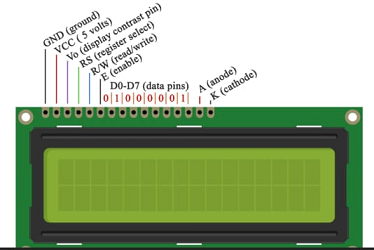 GND (ground)
VCC ( 5 volts)
Vo (display contrast pin)
RS (register select)
R/W (read/write)
E (enable)
D0-D7 (data pins)
0 1 0 0 0 0 0 1
A (anode)
K (cathode)